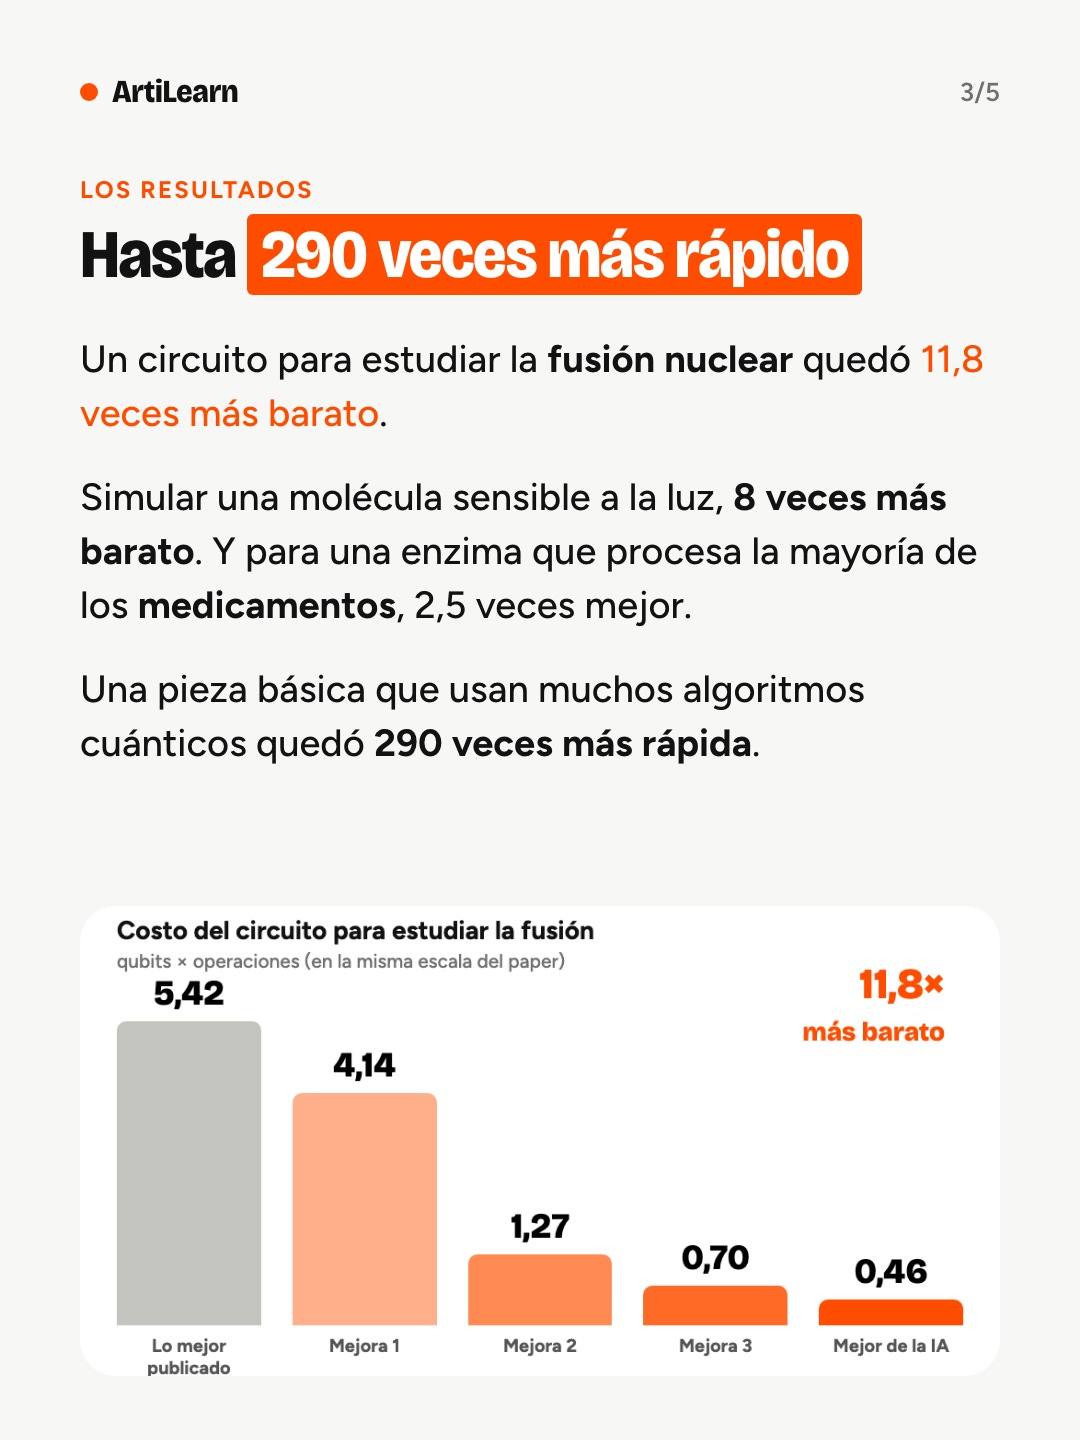 ArtiLearn
3/5
LOS RESULTADOS
Hasta 290 veces más rápido
Un circuito para estudiar la fusión nuclear quedó 11,8
veces más barato.
Simular una molécula sensible a la luz, 8 veces más
barato. Y para una enzima que procesa la mayoría de
los medicamentos, 2,5 veces mejor.
Una pieza básica que usan muchos algoritmos
cuánticos quedó 290 veces más rápida.
Costo del circuito para estudiar la fusión
qubits × operaciones (en la misma escala del paper)
11,8×
más barato
5,42
4,14
1,27
0,70
0,46
Lo mejor
publicado
Mejora 1
Mejora 2
Mejora 3
Mejor de la IA